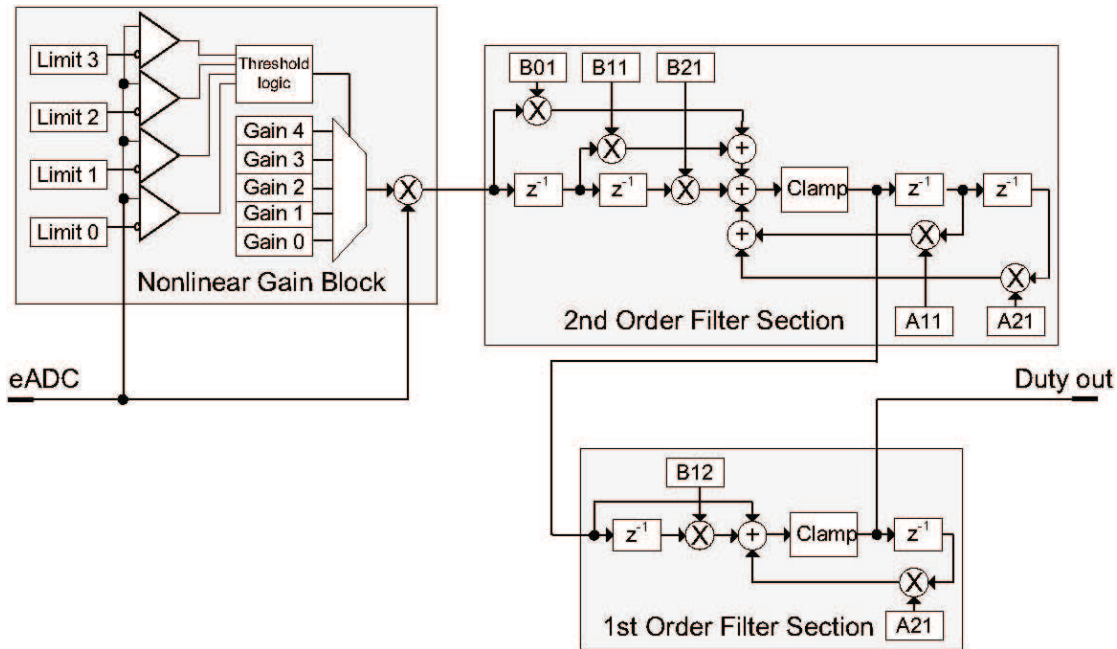 Limit 3
Limit 2
Limit 1
Limit 0
Threshold
logic
Gain 4
Gain 3
Gain 2
Gain 1
Gain 0
X
Nonlinear Gain Block
eADC
B01
B11
B21
X
X
+
z⁻¹
z⁻¹
X
+
Clamp
z⁻¹
z⁻¹
+
X
X
A11
A21
2nd Order Filter Section
Duty out
B12
z⁻¹
X
+
Clamp
z⁻¹
X
A21
1st Order Filter Section